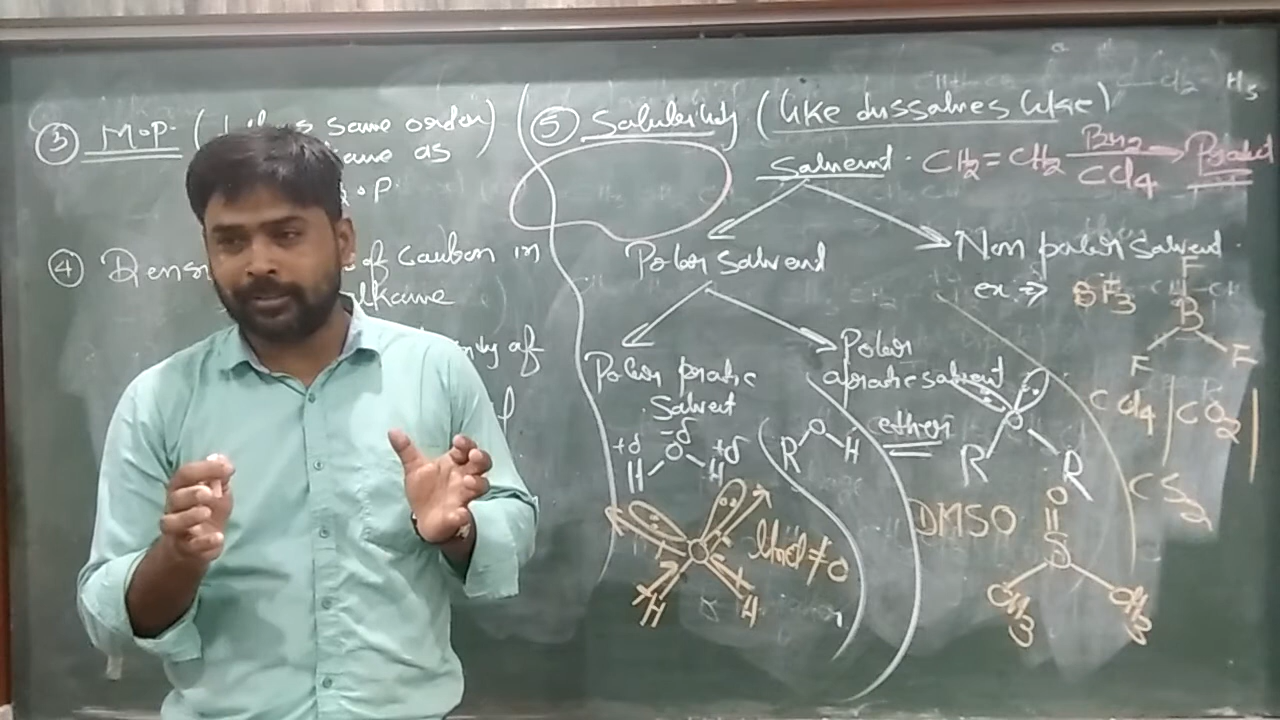 ③ M.P. ( same order)
as
④ Dens of Carbon in
lkane
of
⑤ Solubility (like dissolves like)
Solvent . CH2=CH2 Br2 CCl4 Product
Polar Solvent
Non polar Solvent.
ex ⇒ BF3
F
B
F F
Polar protic
Solvent
Polar
aprotic solvent
ether
+δ -δ +δ
H O H
R O H
O
R R
CCl4 | CO2 |
CS2
O
H H
μnet ≠ 0
DMSO
O
S
CH3 CH3